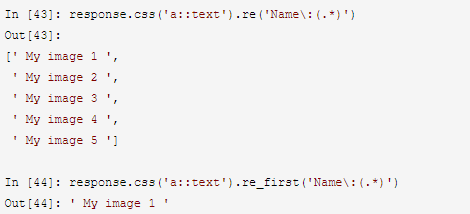 In [43]: response.css('a::text').re('Name\:(.*)')
Out[43]:
[' My image 1 ',
 ' My image 2 ',
 ' My image 3 ',
 ' My image 4 ',
 ' My image 5 ']
In [44]: response.css('a::text').re_first('Name\:(.*)')
Out[44]: ' My image 1 '